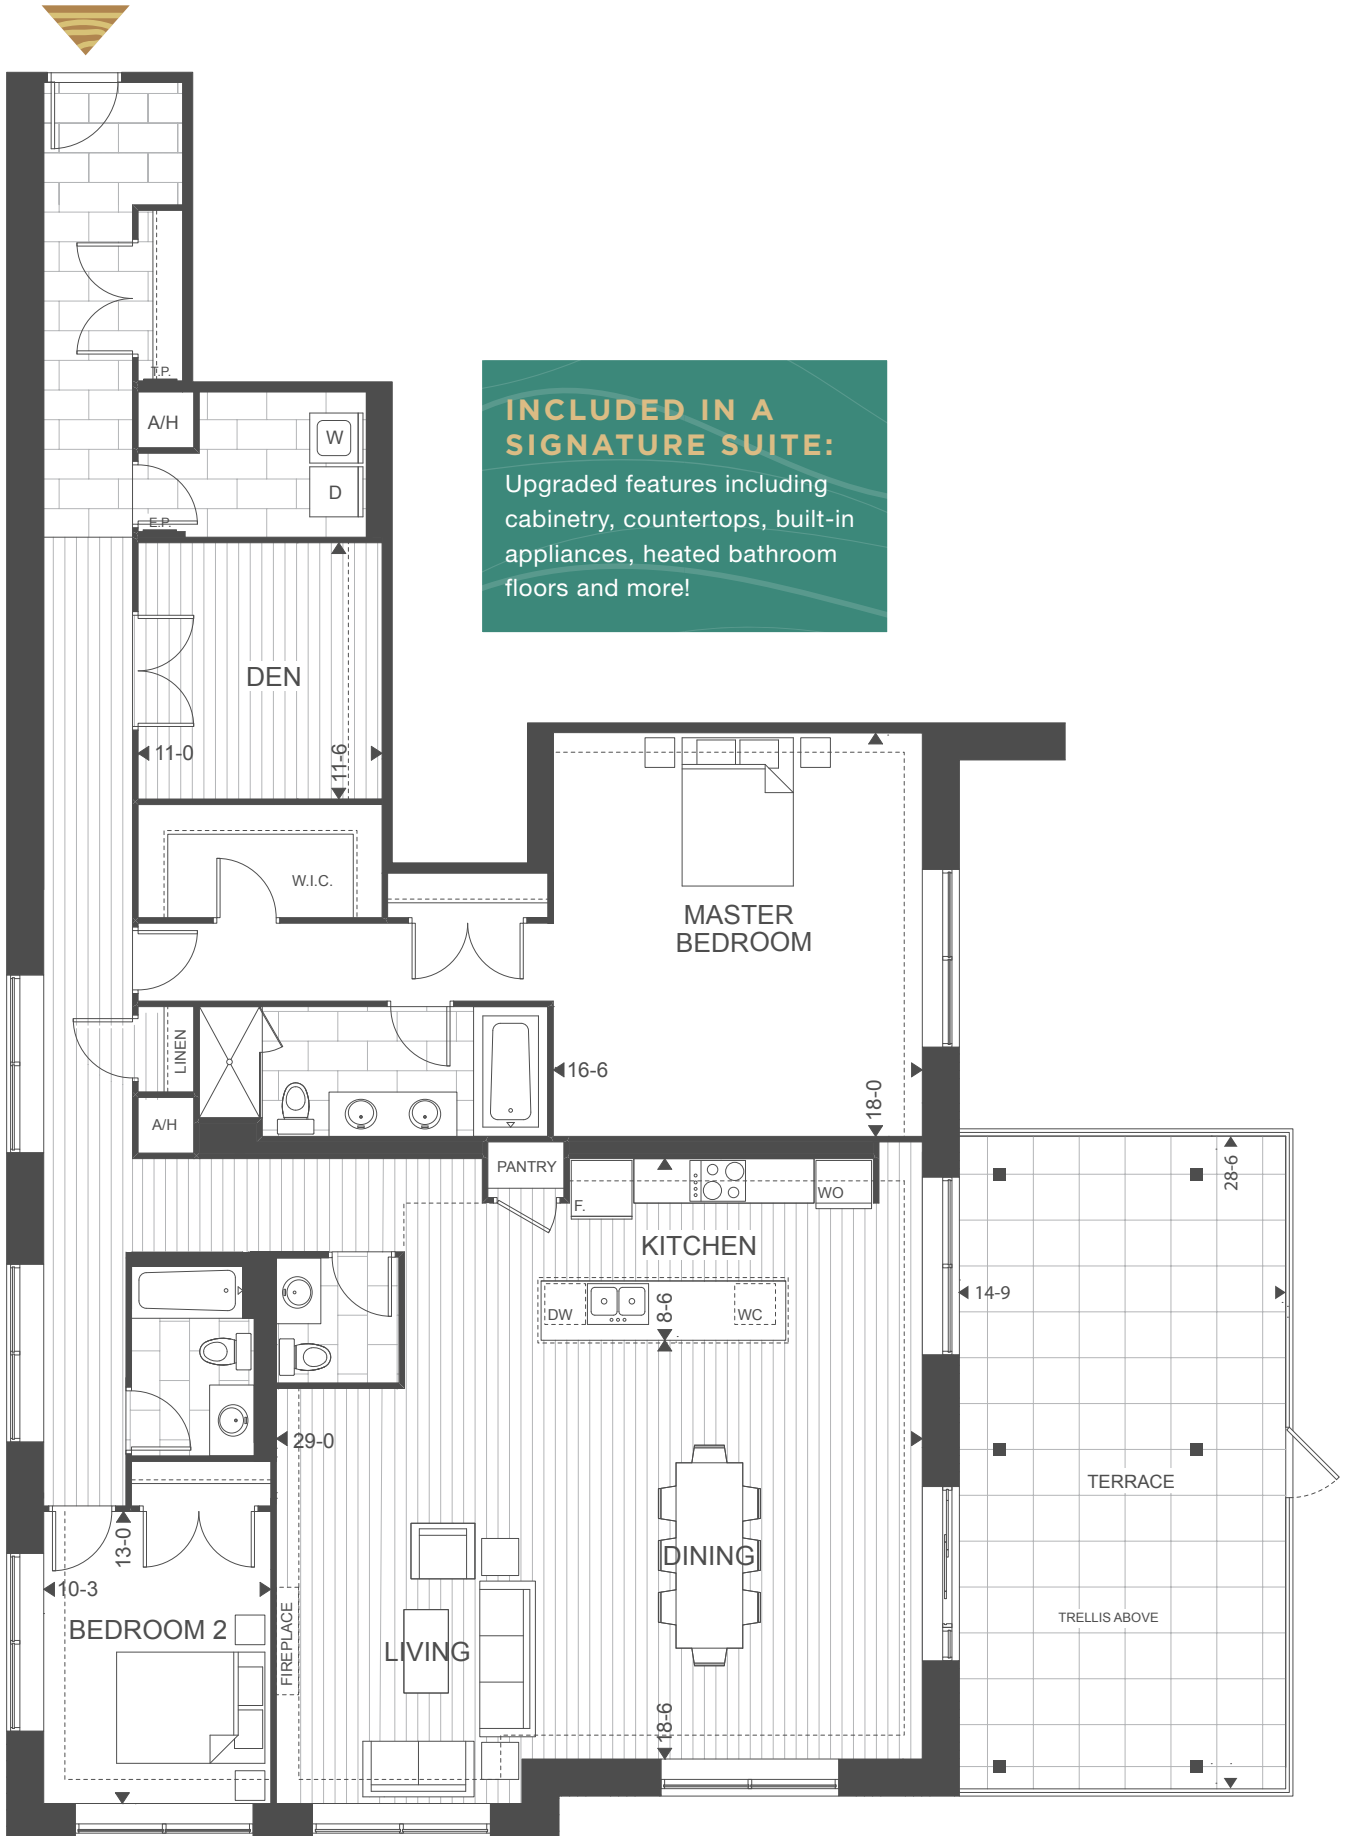 T.P.
A/H
W
D
E.P.
INCLUDED IN A
SIGNATURE SUITE:
Upgraded features including
cabinetry, countertops, built-in
appliances, heated bathroom
floors and more!
DEN
11-0
11-6
W.I.C.
MASTER
BEDROOM
LINEN
16-6
18-0
A/H
PANTRY
F.
WO
28-6
KITCHEN
DW
8-6
WC
14-9
29-0
TERRACE
13-0
10-3
DINING
BEDROOM 2
FIREPLACE
LIVING
TRELLIS ABOVE
18-6